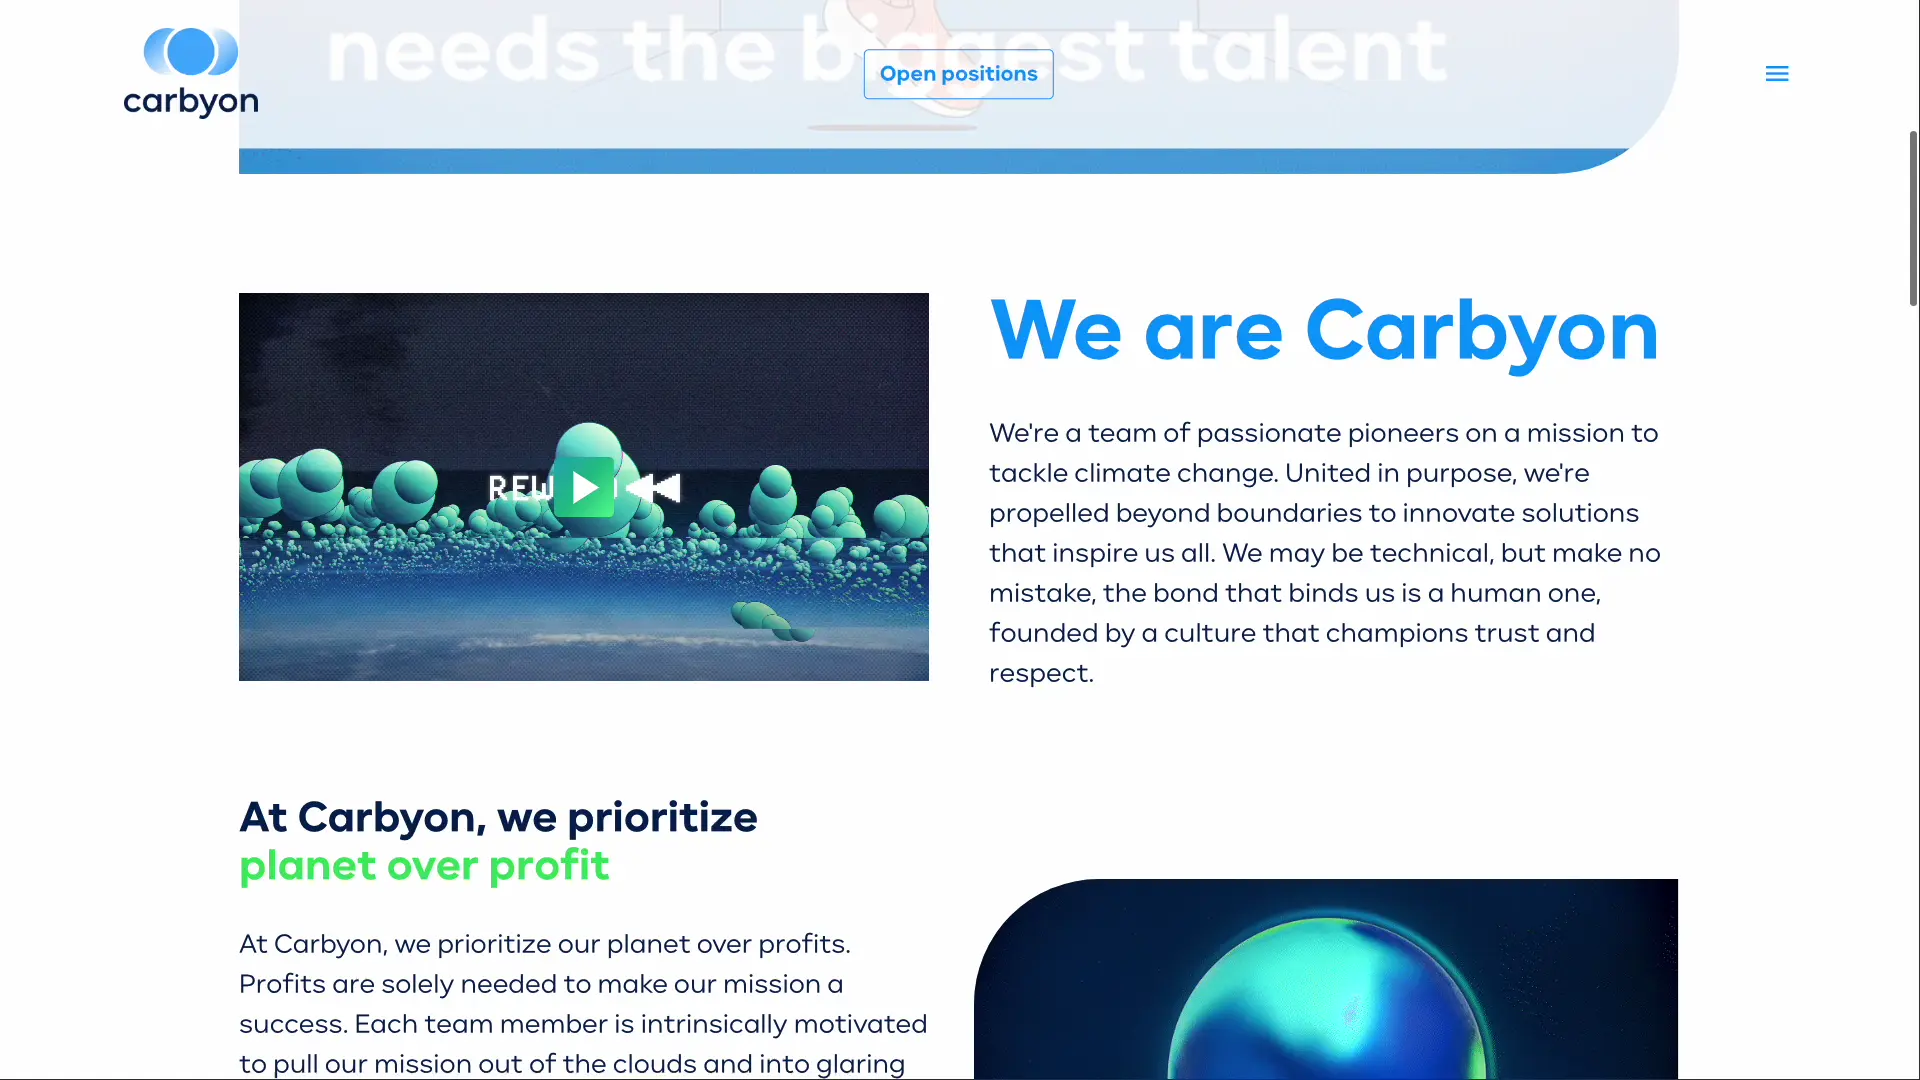 needs the biggest talent
carbyon
Open positions
We are Carbyon
We're a team of passionate pioneers on a mission to
tackle climate change. United in purpose, we're
propelled beyond boundaries to innovate solutions
that inspire us all. We may be technical, but make no
mistake, the bond that binds us is a human one,
founded by a culture that champions trust and
respect.
At Carbyon, we prioritize
planet over profit
At Carbyon, we prioritize our planet over profits.
Profits are solely needed to make our mission a
success. Each team member is intrinsically motivated
to pull our mission out of the clouds and into glaring